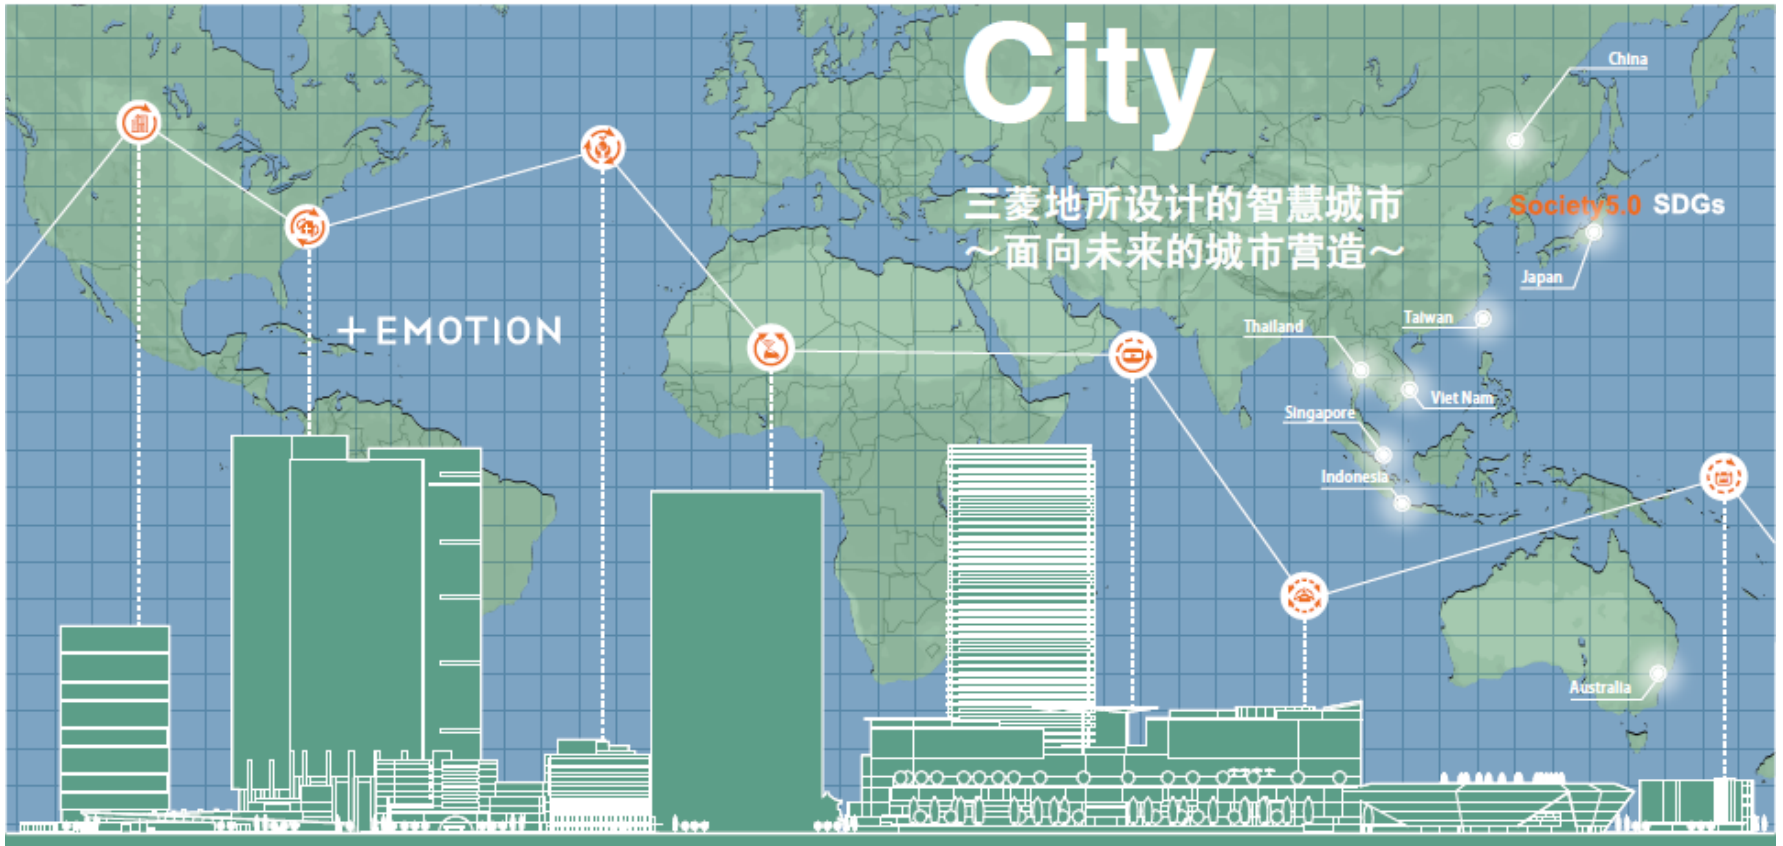 City
三菱地所设计的智慧城市
～面向未来的城市营造～
Society5.0 SDGs
+EMOTION
China
Japan
Taiwan
Thailand
Viet Nam
Singapore
Indonesia
Australia